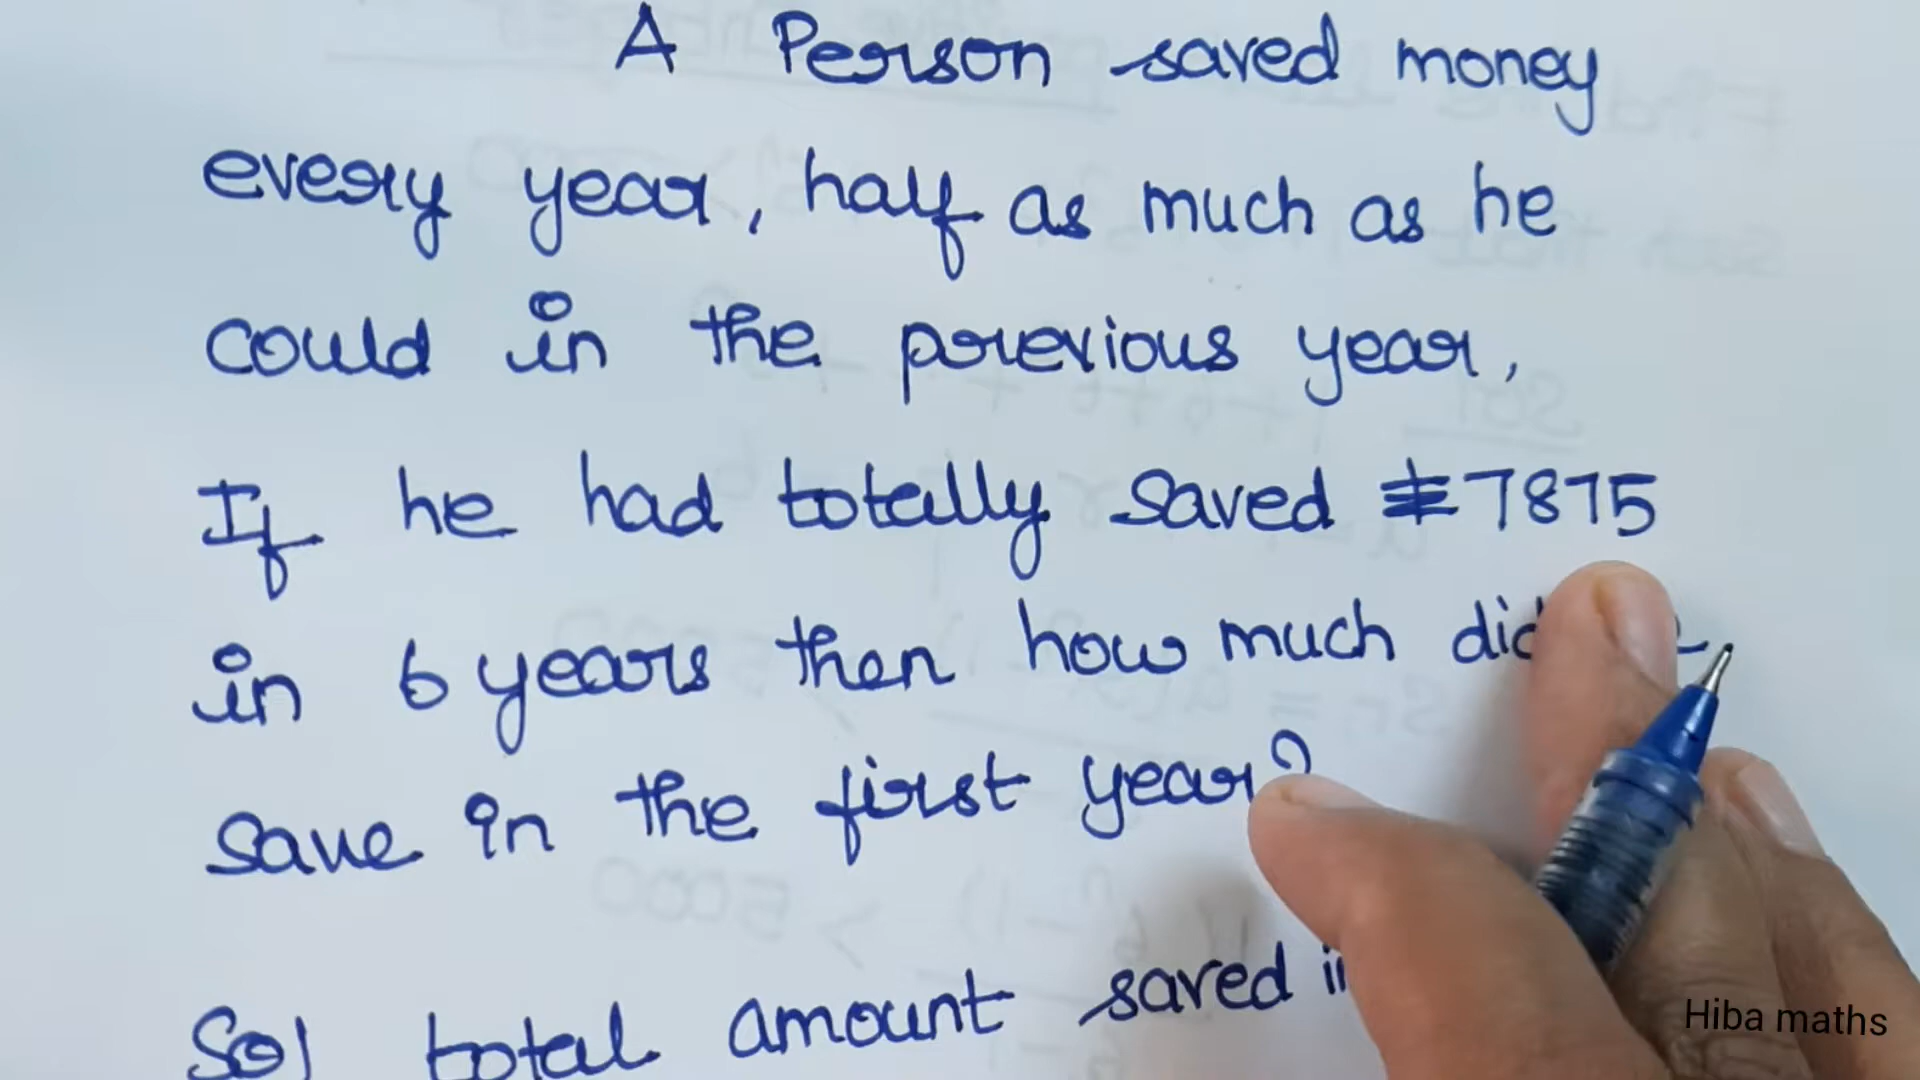 A Person saved money
every year, half as much as he
could in the previous year,
If he had totally saved ₹7875
in 6 years then how much
save in the first year?
Sol total amount saved
Hiba maths